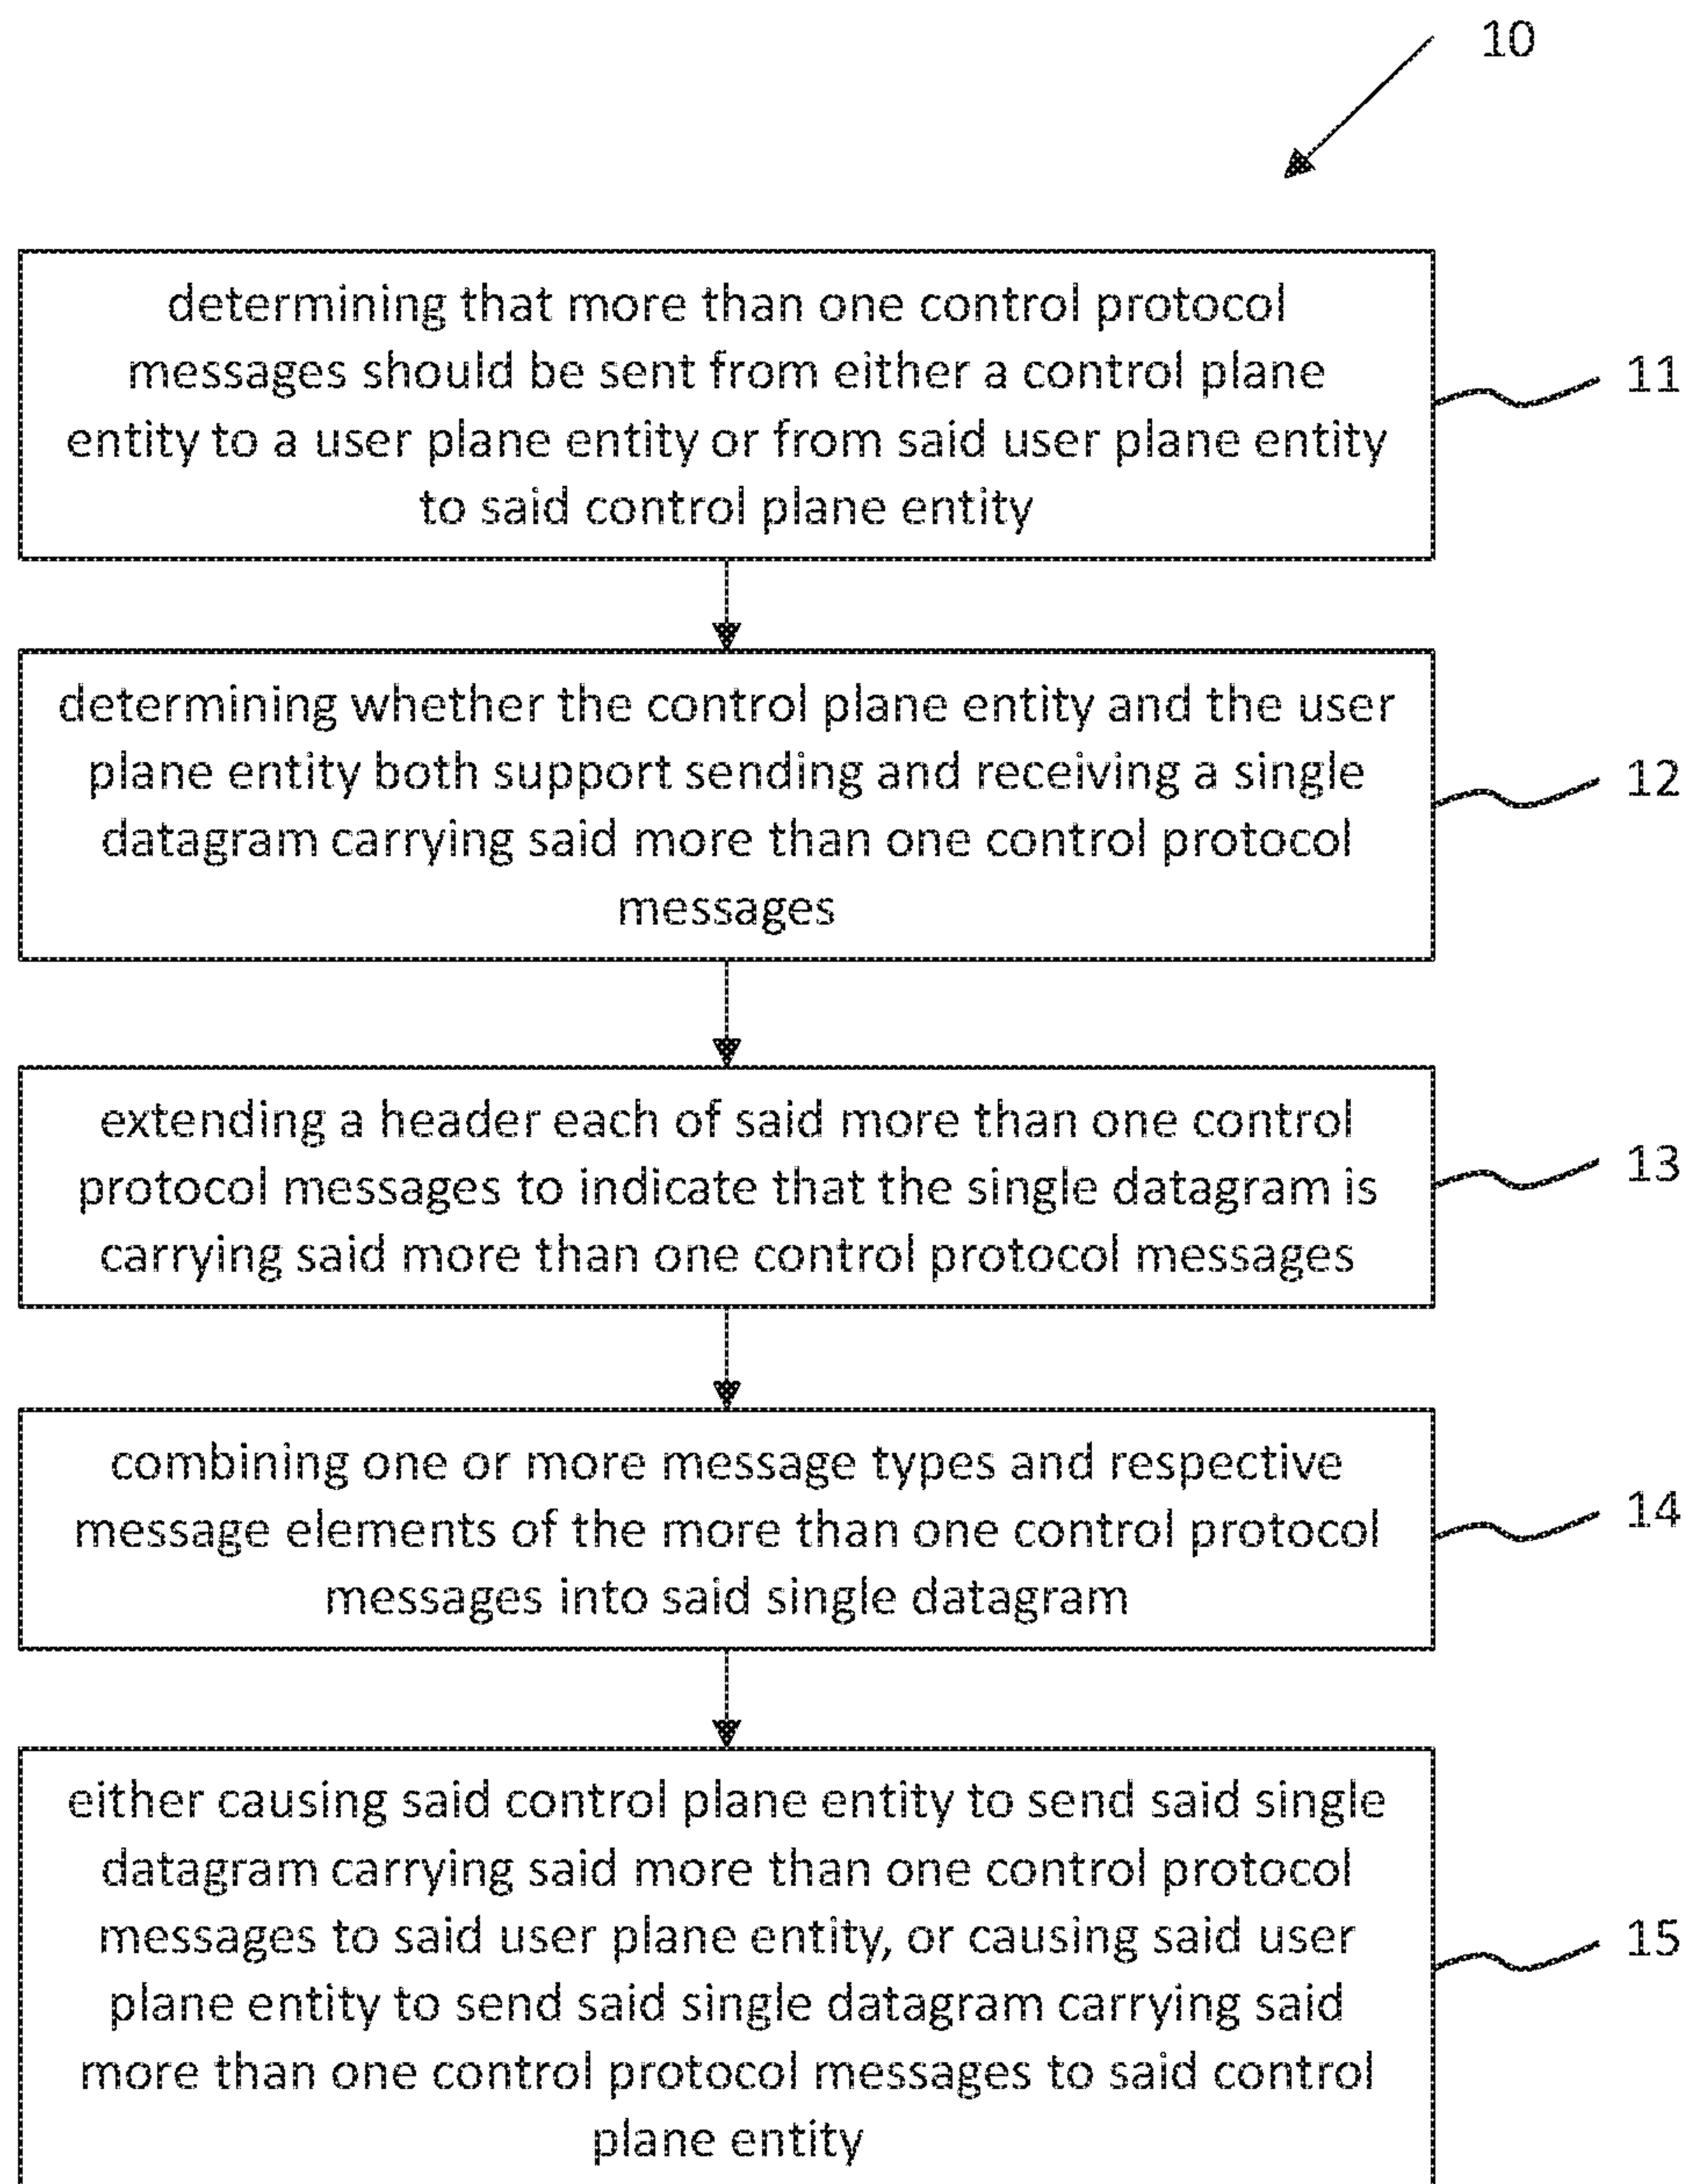 10
determining that more than one control protocol
messages should be sent from either a control plane
entity to a user plane entity or from said user plane entity
to said control plane entity
11
determining whether the control plane entity and the user
plane entity both support sending and receiving a single
datagram carrying said more than one control protocol
messages
12
extending a header each of said more than one control
protocol messages to indicate that the single datagram is
carrying said more than one control protocol messages
13
combining one or more message types and respective
message elements of the more than one control protocol
messages into said single datagram
14
either causing said control plane entity to send said single
datagram carrying said more than one control protocol
messages to said user plane entity, or causing said user
plane entity to send said single datagram carrying said
more than one control protocol messages to said control
plane entity
15